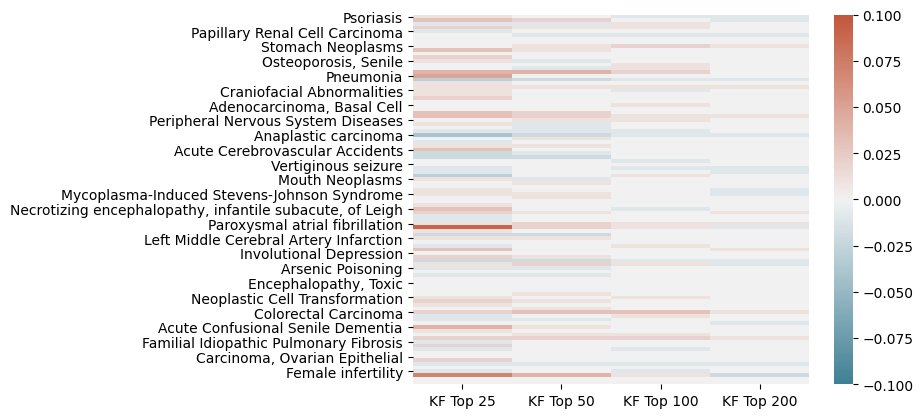 Psoriasis
Papillary Renal Cell Carcinoma
Stomach Neoplasms
Osteoporosis, Senile
Pneumonia
Craniofacial Abnormalities
Adenocarcinoma, Basal Cell
Peripheral Nervous System Diseases
Anaplastic carcinoma
Acute Cerebrovascular Accidents
Vertiginous seizure
Mouth Neoplasms
Mycoplasma-Induced Stevens-Johnson Syndrome
Necrotizing encephalopathy, infantile subacute, of Leigh
Paroxysmal atrial fibrillation
Left Middle Cerebral Artery Infarction
Involutional Depression
Arsenic Poisoning
Encephalopathy, Toxic
Neoplastic Cell Transformation
Colorectal Carcinoma
Acute Confusional Senile Dementia
Familial Idiopathic Pulmonary Fibrosis
Carcinoma, Ovarian Epithelial
Female infertility
KF Top 25 KF Top 50 KF Top 100 KF Top 200
0.100
0.075
0.050
0.025
0.000
−0.025
−0.050
−0.075
−0.100